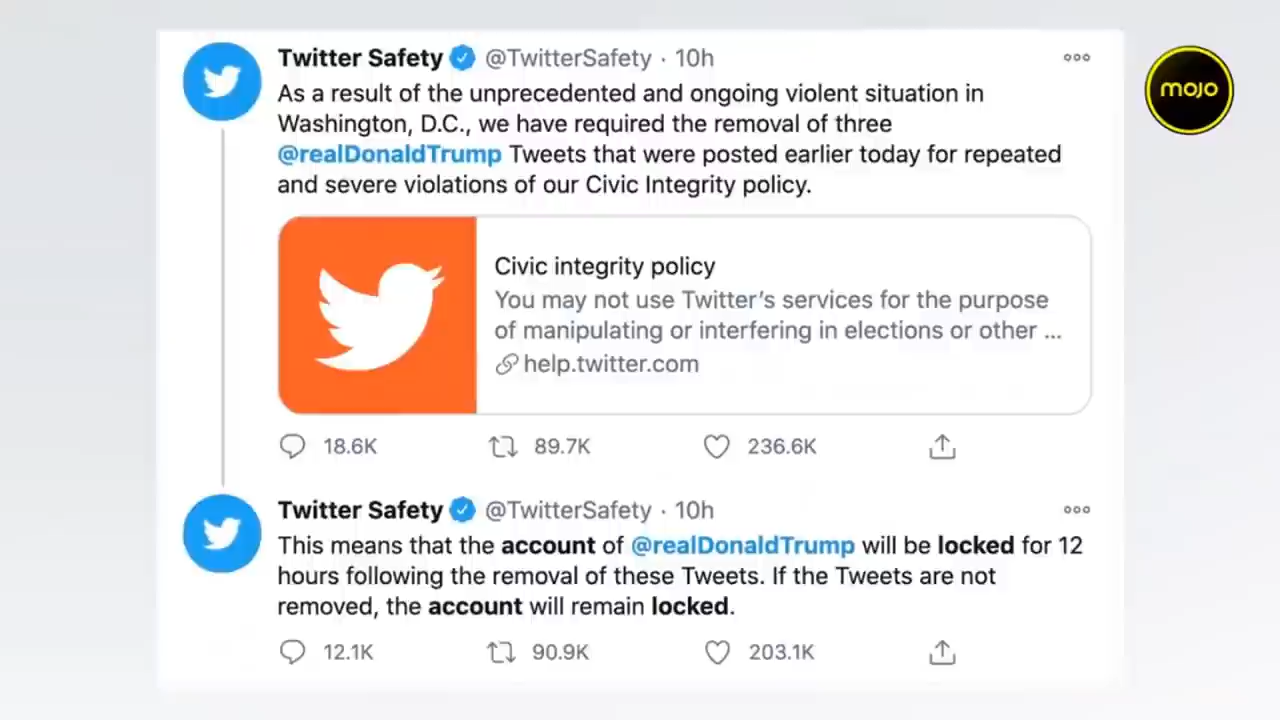 Twitter Safety @TwitterSafety · 10h
mojo
As a result of the unprecedented and ongoing violent situation in
Washington, D.C., we have required the removal of three
@realDonaldTrump Tweets that were posted earlier today for repeated
and severe violations of our Civic Integrity policy.
Civic integrity policy
You may not use Twitter's services for the purpose
of manipulating or interfering in elections or other ...
help.twitter.com
18.6K 89.7K 236.6K
Twitter Safety @TwitterSafety · 10h
This means that the account of @realDonaldTrump will be locked for 12
hours following the removal of these Tweets. If the Tweets are not
removed, the account will remain locked.
12.1K 90.9K 203.1K